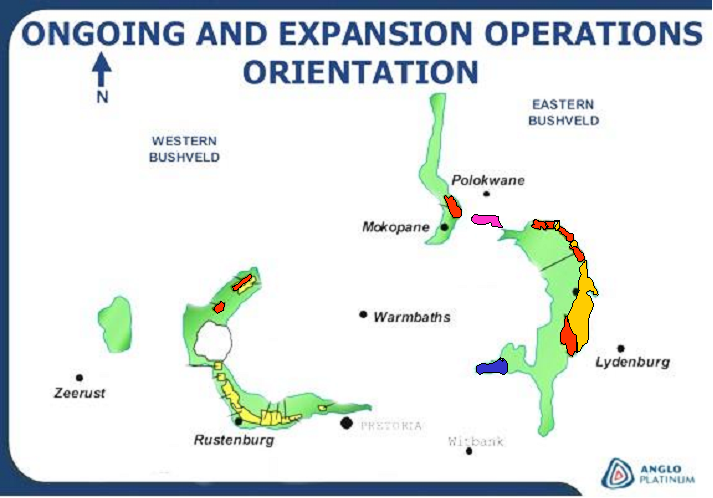 ONGOING AND EXPANSION OPERATIONS
ORIENTATION
N
EASTERN
BUSHVELD
WESTERN
BUSHVELD
Polokwane
Mokopane
Warmbaths
Lydenburg
Zeerust
PRETORIA
Rustenburg
Witbank
ANGLO
PLATINUM